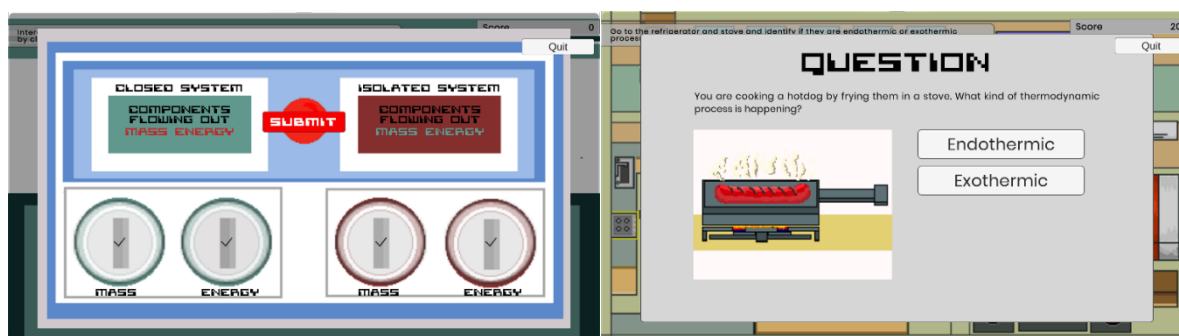 Score 0
Quit
CLOSED SYSTEM
COMPONENTS
FLOWING OUT
MASS ENERGY
SUBMIT
ISOLATED SYSTEM
COMPONENTS
FLOWING OUT
MASS ENERGY
MASS
ENERGY
MASS
ENERGY
Go to the refrigerator and stove and identify if they are endothermic or exothermic
Score 20
Quit
QUESTION
You are cooking a hotdog by frying them in a stove. What kind of thermodynamic
process is happening?
Endothermic
Exothermic